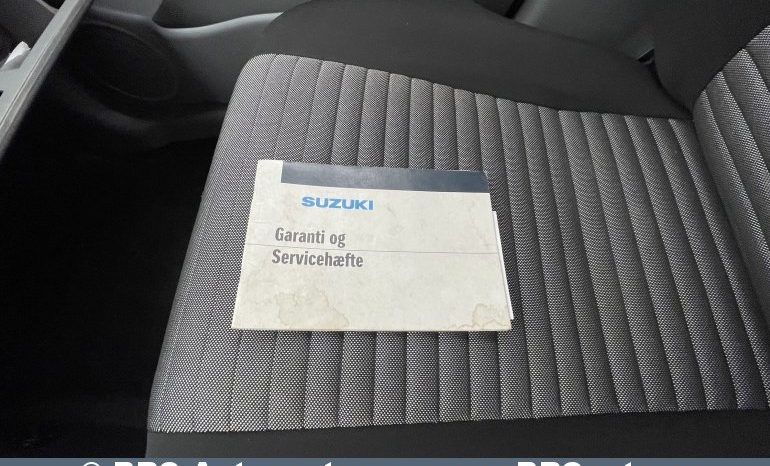 SUZUKI
Garanti og
Servicehæfte